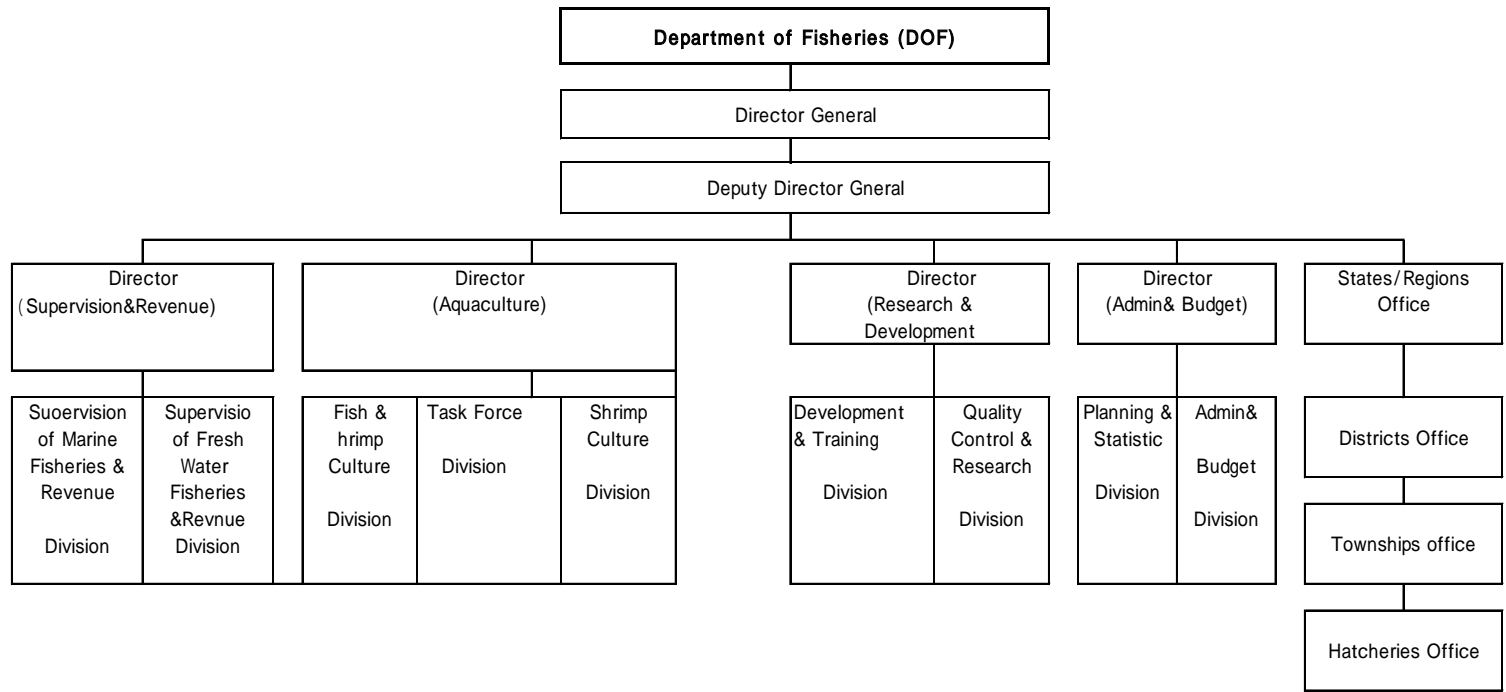 Department of Fisheries (DOF)
Director General
Deputy Director Gneral
Director
(Supervision&Revenue)
Director
(Aquaculture)
Director
(Research &
Development
Director
(Admin& Budget)
States/Regions
Office
Suoervision
of Marine
Fisheries &
Revenue
Division
Supervisio
of Fresh
Water
Fisheries
&Revnue
Division
Fish &
hrimp
Culture
Division
Task Force
Division
Shrimp
Culture
Division
Development
& Training
Division
Quality
Control &
Research
Division
Planning &
Statistic
Division
Admin&
Budget
Division
Districts Office
Townships office
Hatcheries Office